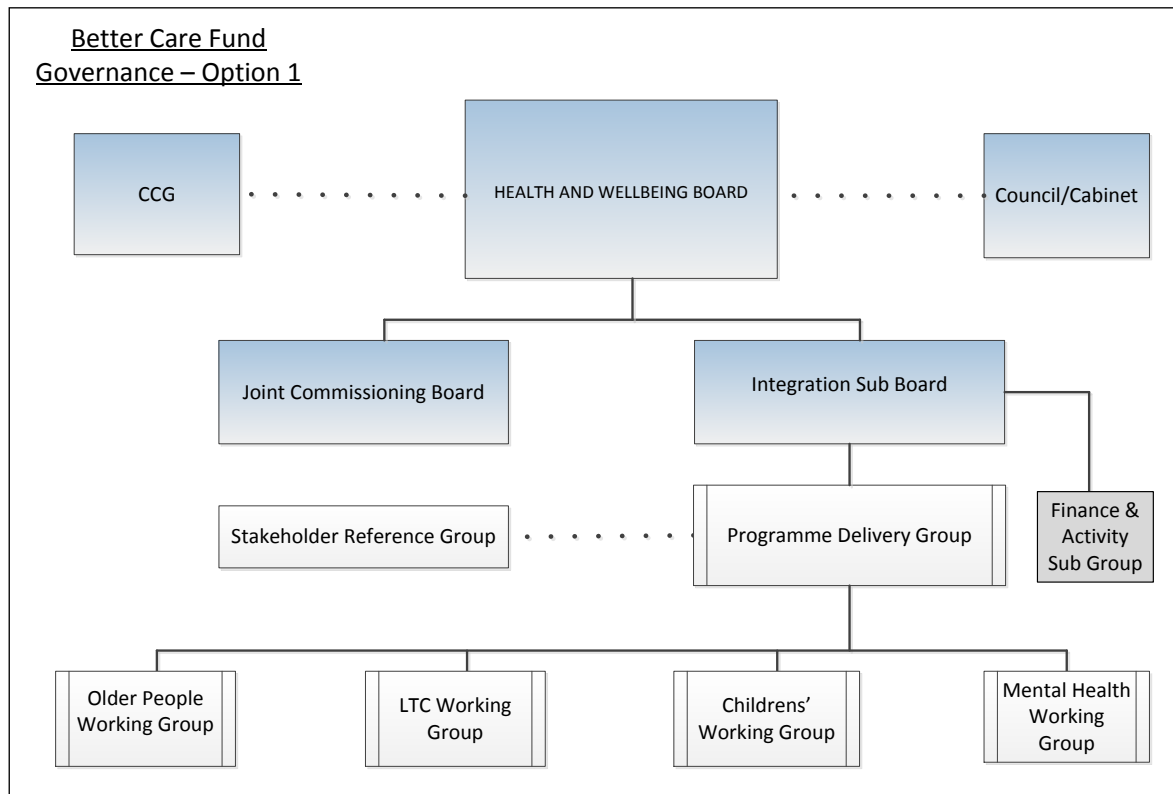 Better Care Fund
Governance – Option 1
CCG
HEALTH AND WELLBEING BOARD
Council/Cabinet
Joint Commissioning Board
Integration Sub Board
Stakeholder Reference Group
Programme Delivery Group
Finance &
Activity
Sub Group
Older People
Working Group
LTC Working
Group
Childrens’
Working Group
Mental Health
Working
Group